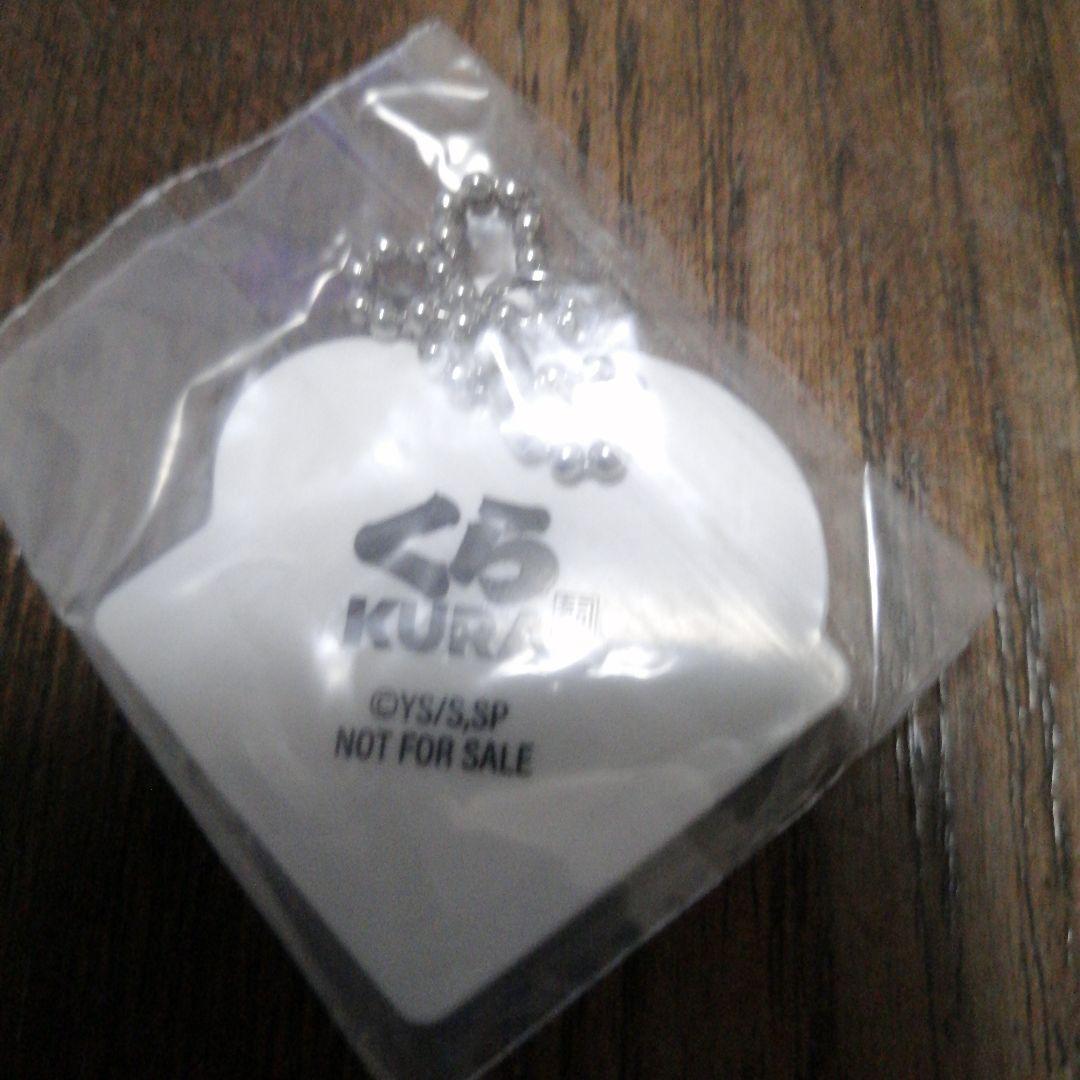 くら
KURA
©YS/S,SP
NOT FOR SALE